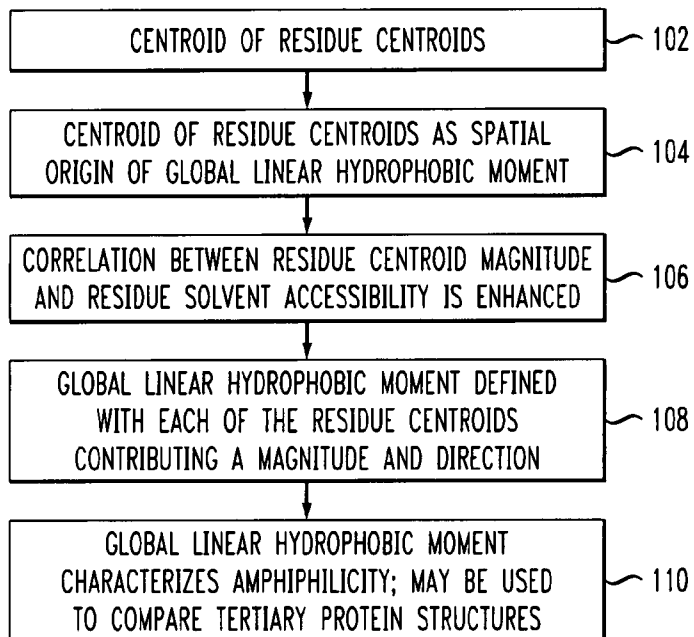 CENTROID OF RESIDUE CENTROIDS
102
CENTROID OF RESIDUE CENTROIDS AS SPATIAL
ORIGIN OF GLOBAL LINEAR HYDROPHOBIC MOMENT
104
CORRELATION BETWEEN RESIDUE CENTROID MAGNITUDE
AND RESIDUE SOLVENT ACCESSIBILITY IS ENHANCED
106
GLOBAL LINEAR HYDROPHOBIC MOMENT DEFINED
WITH EACH OF THE RESIDUE CENTROIDS
CONTRIBUTING A MAGNITUDE AND DIRECTION
108
GLOBAL LINEAR HYDROPHOBIC MOMENT
CHARACTERIZES AMPHIPHILICITY; MAY BE USED
TO COMPARE TERTIARY PROTEIN STRUCTURES
110